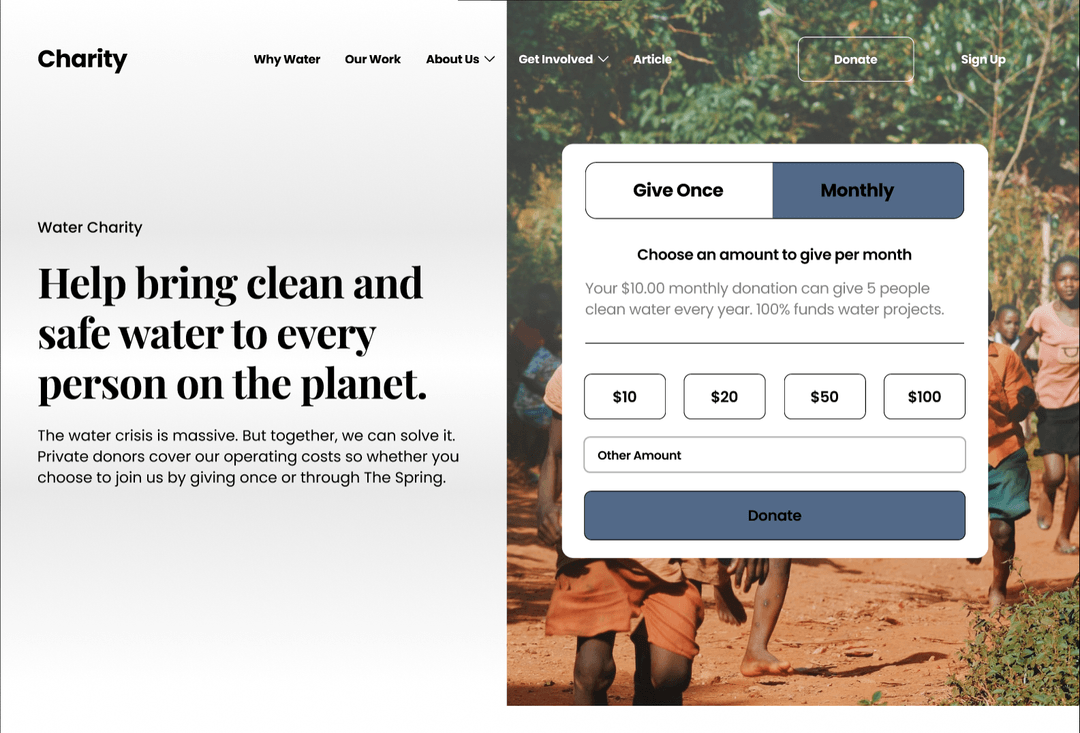 Charity
Why Water
Our Work
About Us
Get Involved
Article
Donate
Sign Up
Water Charity
Help bring clean and
safe water to every
person on the planet.
The water crisis is massive. But together, we can solve it.
Private donors cover our operating costs so whether you
choose to join us by giving once or through The Spring.
Give Once
Monthly
Choose an amount to give per month
Your $10.00 monthly donation can give 5 people
clean water every year. 100% funds water projects.
$10
$20
$50
$100
Other Amount
Donate